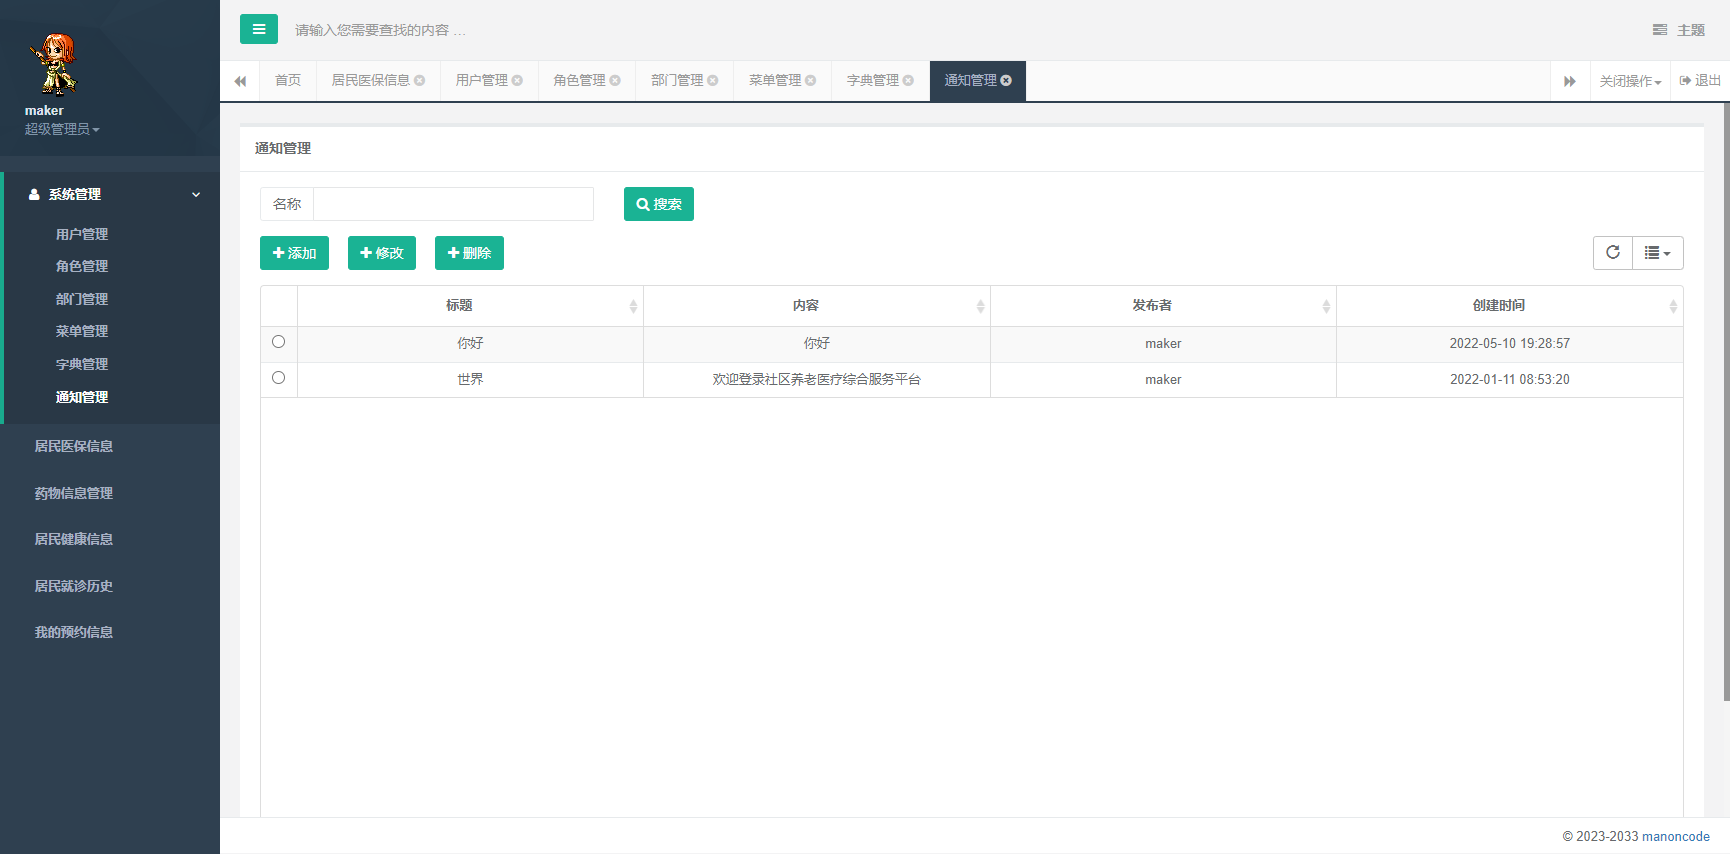 maker
超级管理员
系统管理
用户管理
角色管理
部门管理
菜单管理
字典管理
通知管理
居民医保信息
药物信息管理
居民健康信息
居民就诊历史
我的预约信息
请输入您需要查找的内容 …
主题
首页 居民医保信息 用户管理 角色管理 部门管理 菜单管理 字典管理 通知管理 关闭操作 退出
通知管理
名称 搜索
添加 修改 删除
标题 内容 发布者 创建时间
你好 你好 maker 2022-05-10 19:28:57
世界 欢迎登录社区养老医疗综合服务平台 maker 2022-01-11 08:53:20
© 2023-2033 manoncode